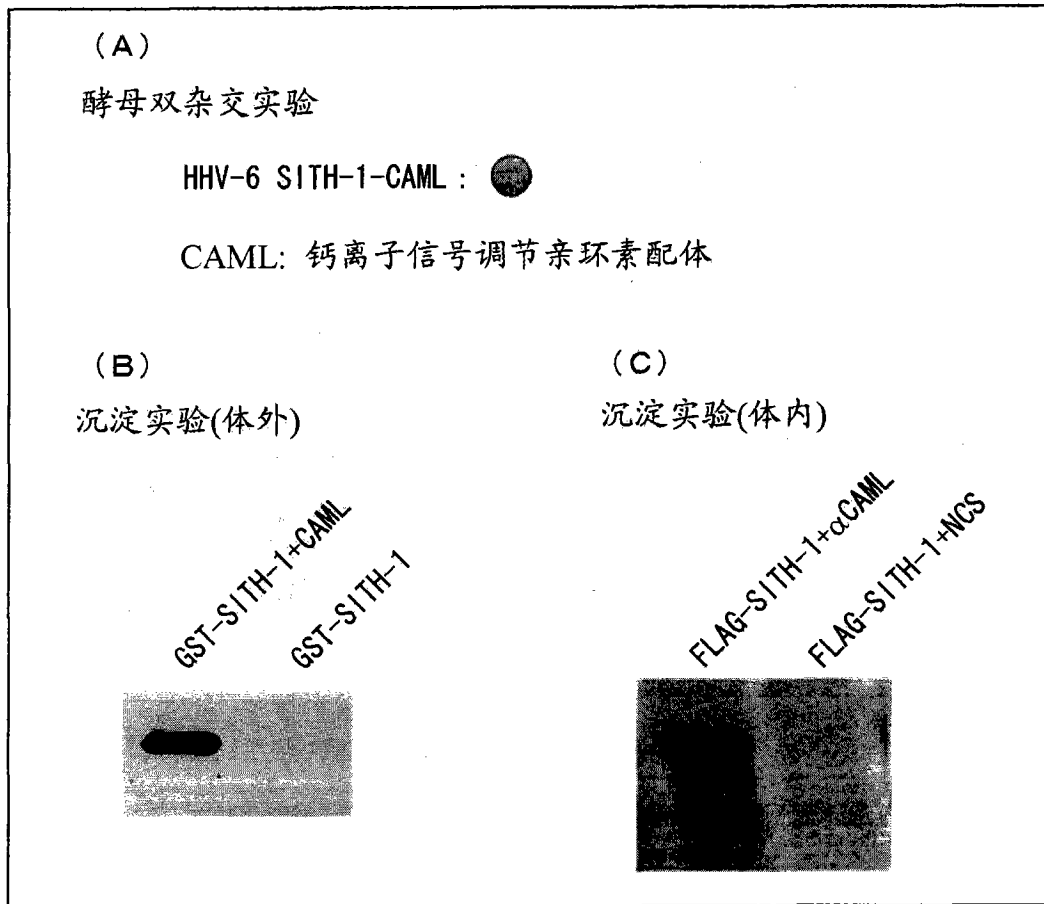 (A)
酵母双杂交实验
HHV-6 SITH-1-CAML :
CAML: 钙离子信号调节亲环素配体
(B)
沉淀实验(体外)
GST-SITH-1+CAML
GST-SITH-1
(C)
沉淀实验(体内)
FLAG-SITH-1+αCAML
FLAG-SITH-1+NCS